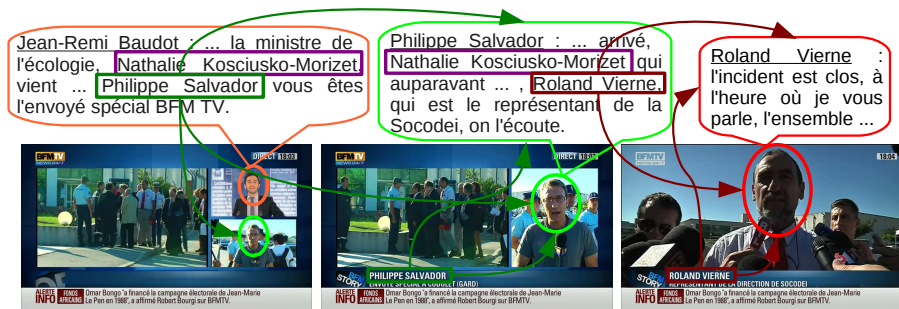 Jean-Remi Baudot : ... la ministre de
l'écologie, Nathalie Kosciusko-Morizet,
vient ... Philippe Salvador vous êtes
l'envoyé spécial BFM TV.
Philippe Salvador : ... arrivé,
Nathalie Kosciusko-Morizet qui
auparavant ... , Roland Vierne,
qui est le représentant de la
Socodei, on l'écoute.
Roland Vierne :
l'incident est clos, à
l'heure où je vous
parle, l'ensemble ...
BFMTV
DIRECT 18:03
ALERTE INFO
FONDS AFRICAINS
Omar Bongo "a financé la campagne électorale de Jean-Marie
Le Pen en 1988", a affirmé Robert Bourgi sur BFMTV.
BFMTV
DIRECT 18:03
BFM STORY
PHILIPPE SALVADOR
ENVOYÉ SPÉCIAL À CODOLET (GARD)
ALERTE INFO
FONDS AFRICAINS
Omar Bongo "a financé la campagne électorale de Jean-Marie
Le Pen en 1988", a affirmé Robert Bourgi sur BFMTV.
BFMTV
18:04
BFM STORY
ROLAND VIERNE
REPRÉSENTANT DE LA DIRECTION DE SOCODEI
ALERTE INFO
FONDS AFRICAINS
Omar Bongo "a financé la campagne électorale de Jean-Marie
Le Pen en 1988", a affirmé Robert Bourgi sur BFMTV.